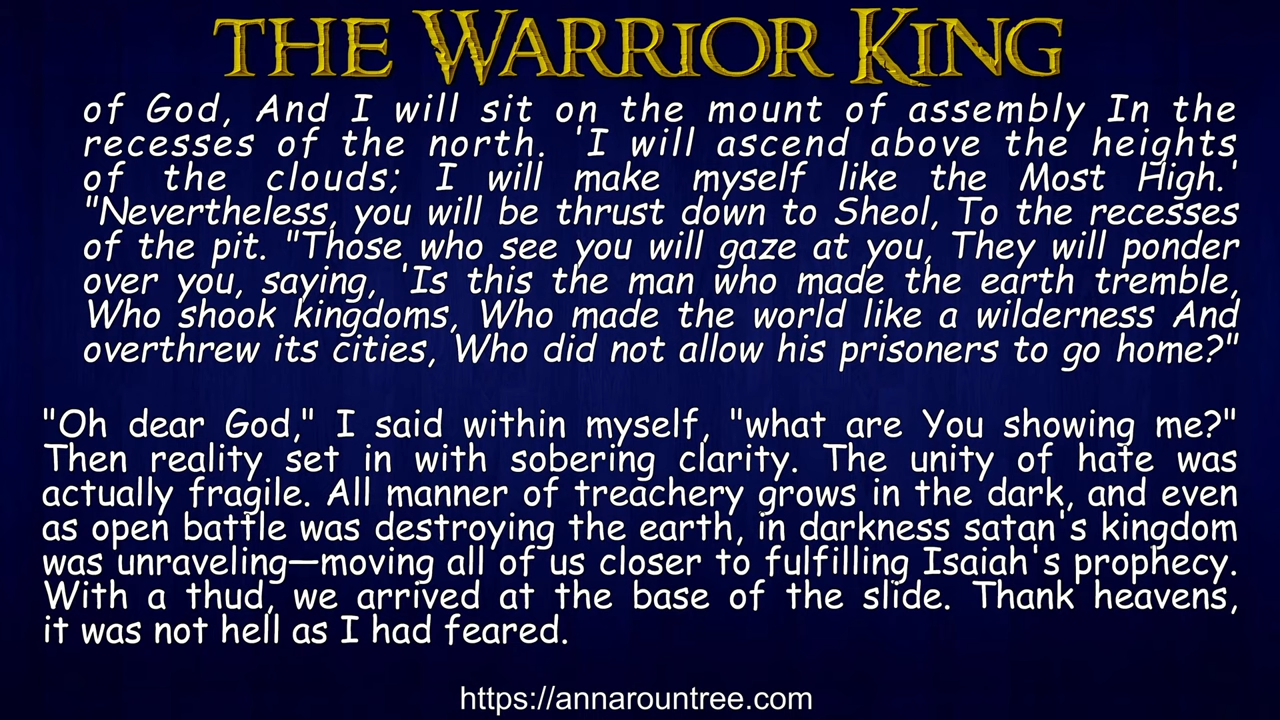 THE WARRIOR KING
of God, And I will sit on the mount of assembly In the
recesses of the north. 'I will ascend above the heights
of the clouds; I will make myself like the Most High.'
"Nevertheless, you will be thrust down to Sheol, To the recesses
of the pit. "Those who see you will gaze at you, They will ponder
over you, saying, 'Is this the man who made the earth tremble,
Who shook kingdoms, Who made the world like a wilderness And
overthrew its cities, Who did not allow his prisoners to go home?"
"Oh dear God," I said within myself, "what are You showing me?"
Then reality set in with sobering clarity. The unity of hate was
actually fragile. All manner of treachery grows in the dark, and even
as open battle was destroying the earth, in darkness satan's kingdom
was unraveling—moving all of us closer to fulfilling Isaiah's prophecy.
With a thud, we arrived at the base of the slide. Thank heavens,
it was not hell as I had feared.
https://annarountree.com